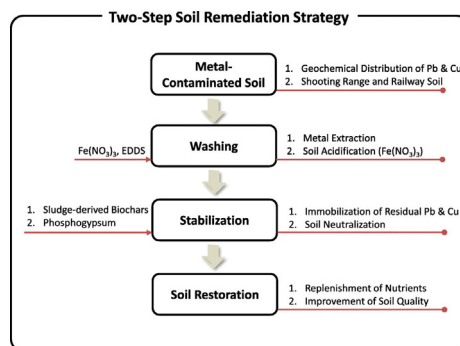 Two-Step Soil Remediation Strategy
Metal-
Contaminated Soil
1. Geochemical Distribution of Pb & Cu
2. Shooting Range and Railway Soil
Fe(NO₃)₃, EDDS
Washing
1. Metal Extraction
2. Soil Acidification (Fe(NO₃)₃)
1. Sludge-derived Biochars
2. Phosphogypsum
Stabilization
1. Immobilization of Residual Pb & Cu
2. Soil Neutralization
Soil Restoration
1. Replenishment of Nutrients
2. Improvement of Soil Quality